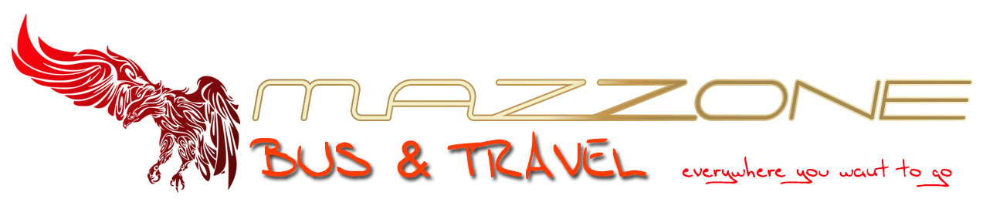 MAZZONE
BUS & TRAVEL
everywhere you want to go